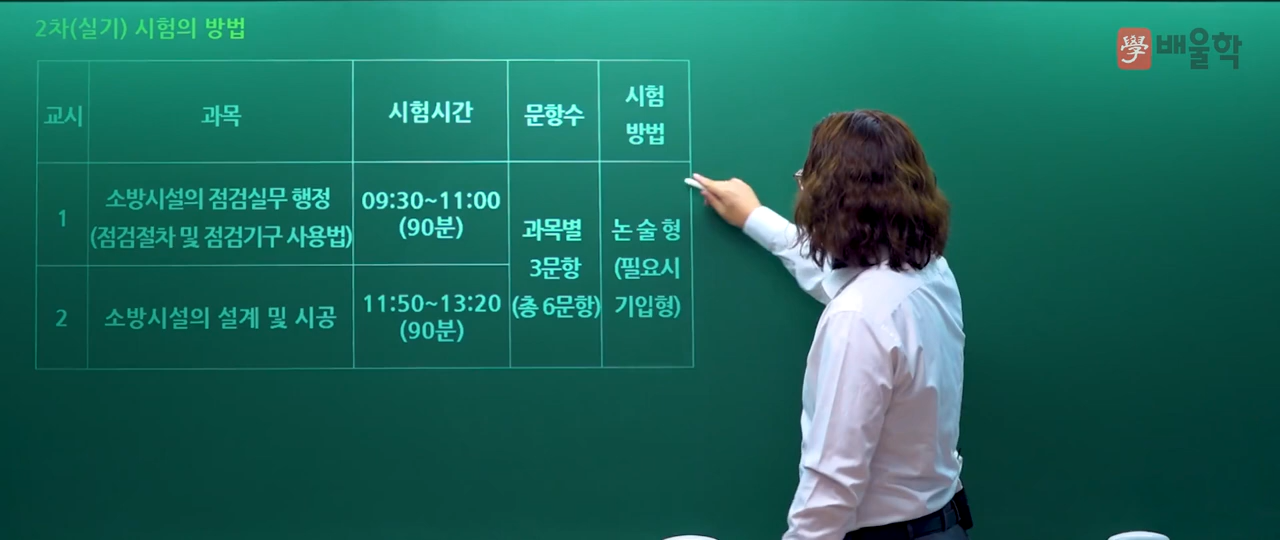 2차(실기) 시험의 방법
學 배울학
교시 과목 시험시간 문항수 시험
방법
1 소방시설의 점검실무 행정
(점검절차 및 점검기구 사용법) 09:30~11:00
(90분) 과목별
3문항
(총 6문항) 논 술 형
(필요시
기입형)
2 소방시설의 설계 및 시공 11:50~13:20
(90분)